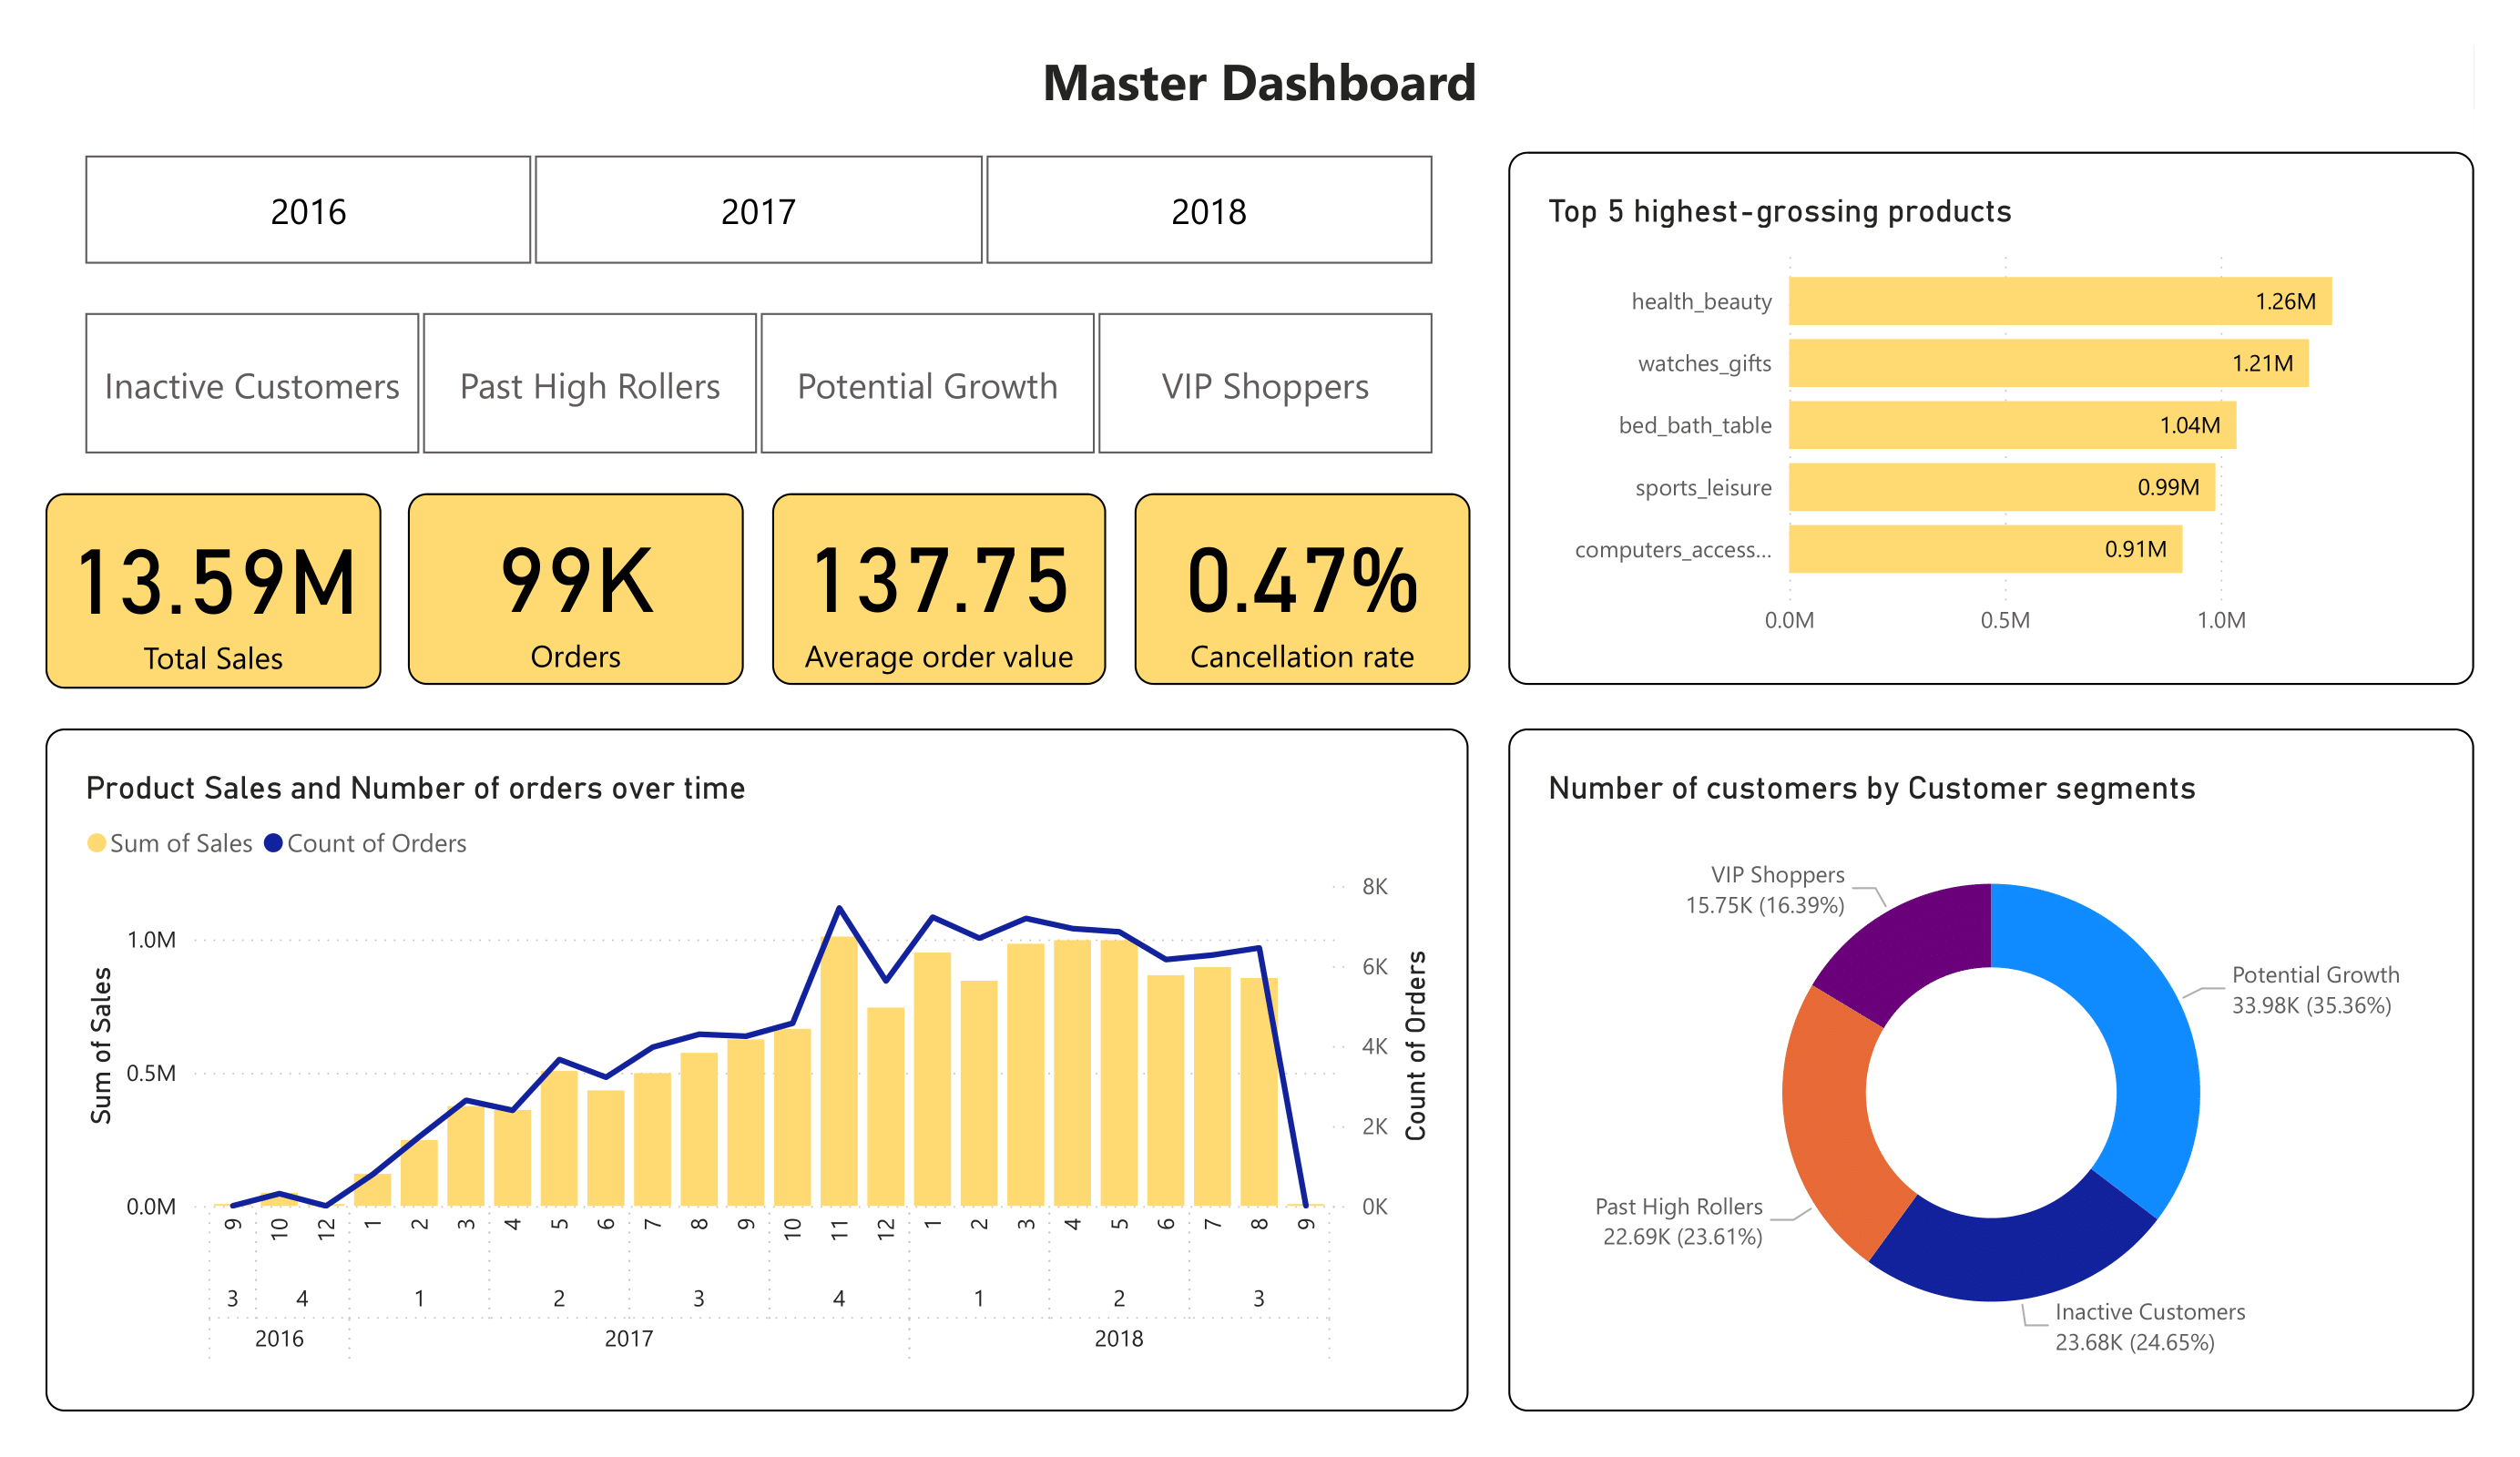 Master Dashboard
2016
2017
2018
Inactive Customers
Past High Rollers
Potential Growth
VIP Shoppers
13.59M
Total Sales
99K
Orders
137.75
Average order value
0.47%
Cancellation rate
Top 5 highest-grossing products
health_beauty
1.26M
watches_gifts
1.21M
bed_bath_table
1.04M
sports_leisure
0.99M
computers_access...
0.91M
0.0M 0.5M 1.0M
Product Sales and Number of orders over time
Sum of Sales Count of Orders
Sum of Sales
1.0M
0.5M
0.0M
8K
6K
4K
2K
0K
Count of Orders
9 10 12 1 2 3 4 5 6 7 8 9 10 11 12 1 2 3 4 5 6 7 8 9
3 4 1 2 3 4 1 2 3
2016 2017 2018
Number of customers by Customer segments
VIP Shoppers
15.75K (16.39%)
Potential Growth
33.98K (35.36%)
Past High Rollers
22.69K (23.61%)
Inactive Customers
23.68K (24.65%)